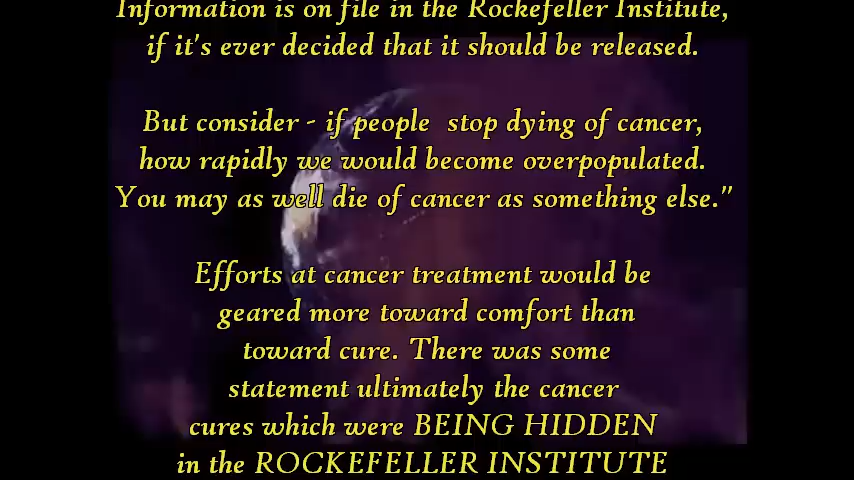 Information is on file in the Rockefeller Institute,
if it's ever decided that it should be released.
But consider - if people stop dying of cancer,
how rapidly we would become overpopulated.
You may as well die of cancer as something else."
Efforts at cancer treatment would be
geared more toward comfort than
toward cure. There was some
statement ultimately the cancer
cures which were BEING HIDDEN
in the ROCKEFELLER INSTITUTE